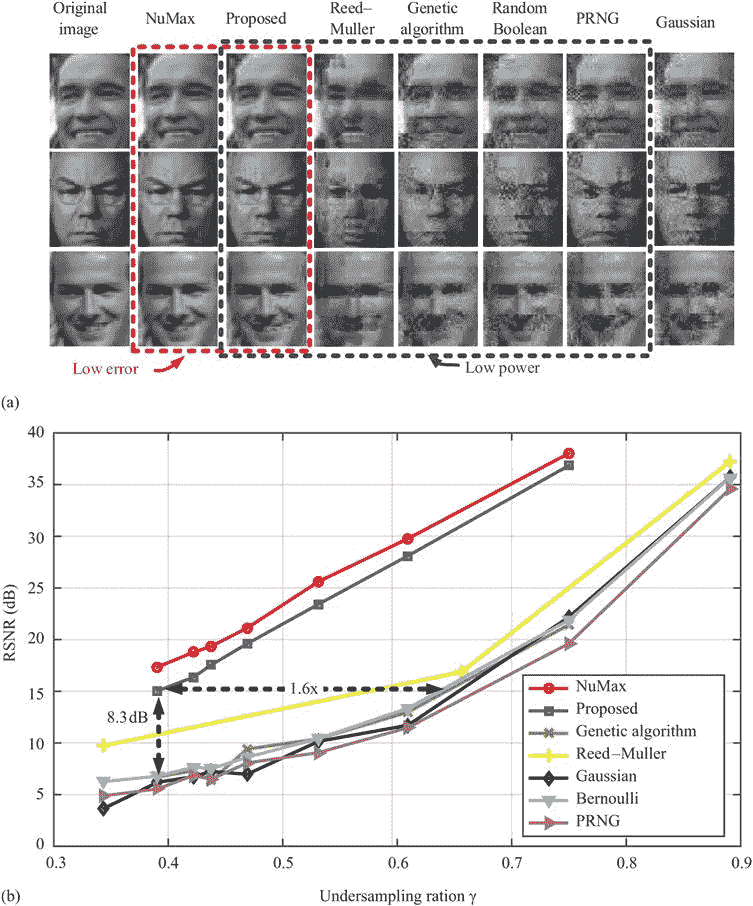 Original image
NuMax
Proposed
Reed–Muller
Genetic algorithm
Random Boolean
PRNG
Gaussian
Low error
Low power
(a)
40
35
30
25
20
15
10
5
0
RSNR (dB)
1.6x
8.3 dB
NuMax
Proposed
Genetic algorithm
Reed–Muller
Gaussian
Bernoulli
PRNG
0.3 0.4 0.5 0.6 0.7 0.8 0.9
(b)
Undersampling ration γ